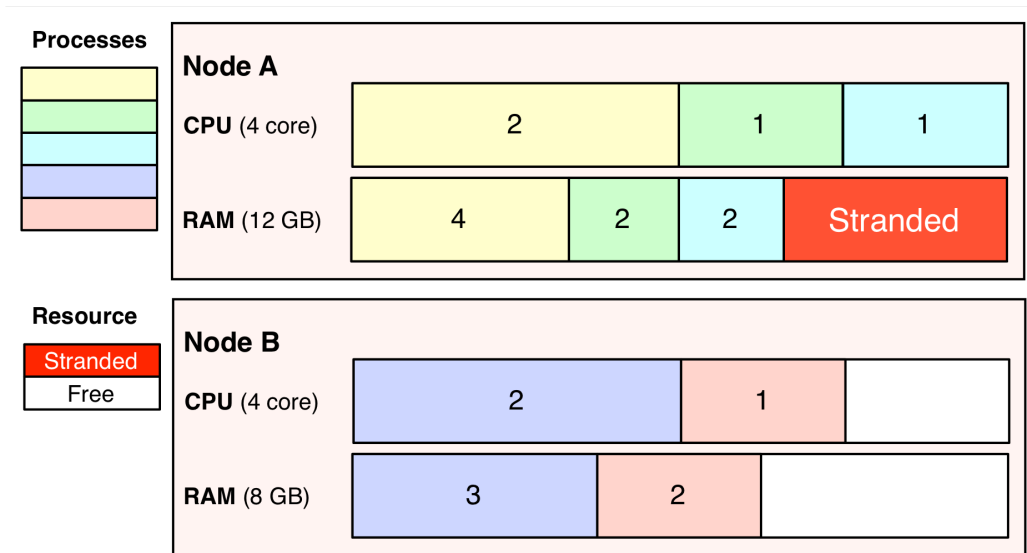 Processes
Node A
CPU (4 core)
2
1
1
RAM (12 GB)
4
2
2
Stranded
Resource
Stranded
Free
Node B
CPU (4 core)
2
1
RAM (8 GB)
3
2